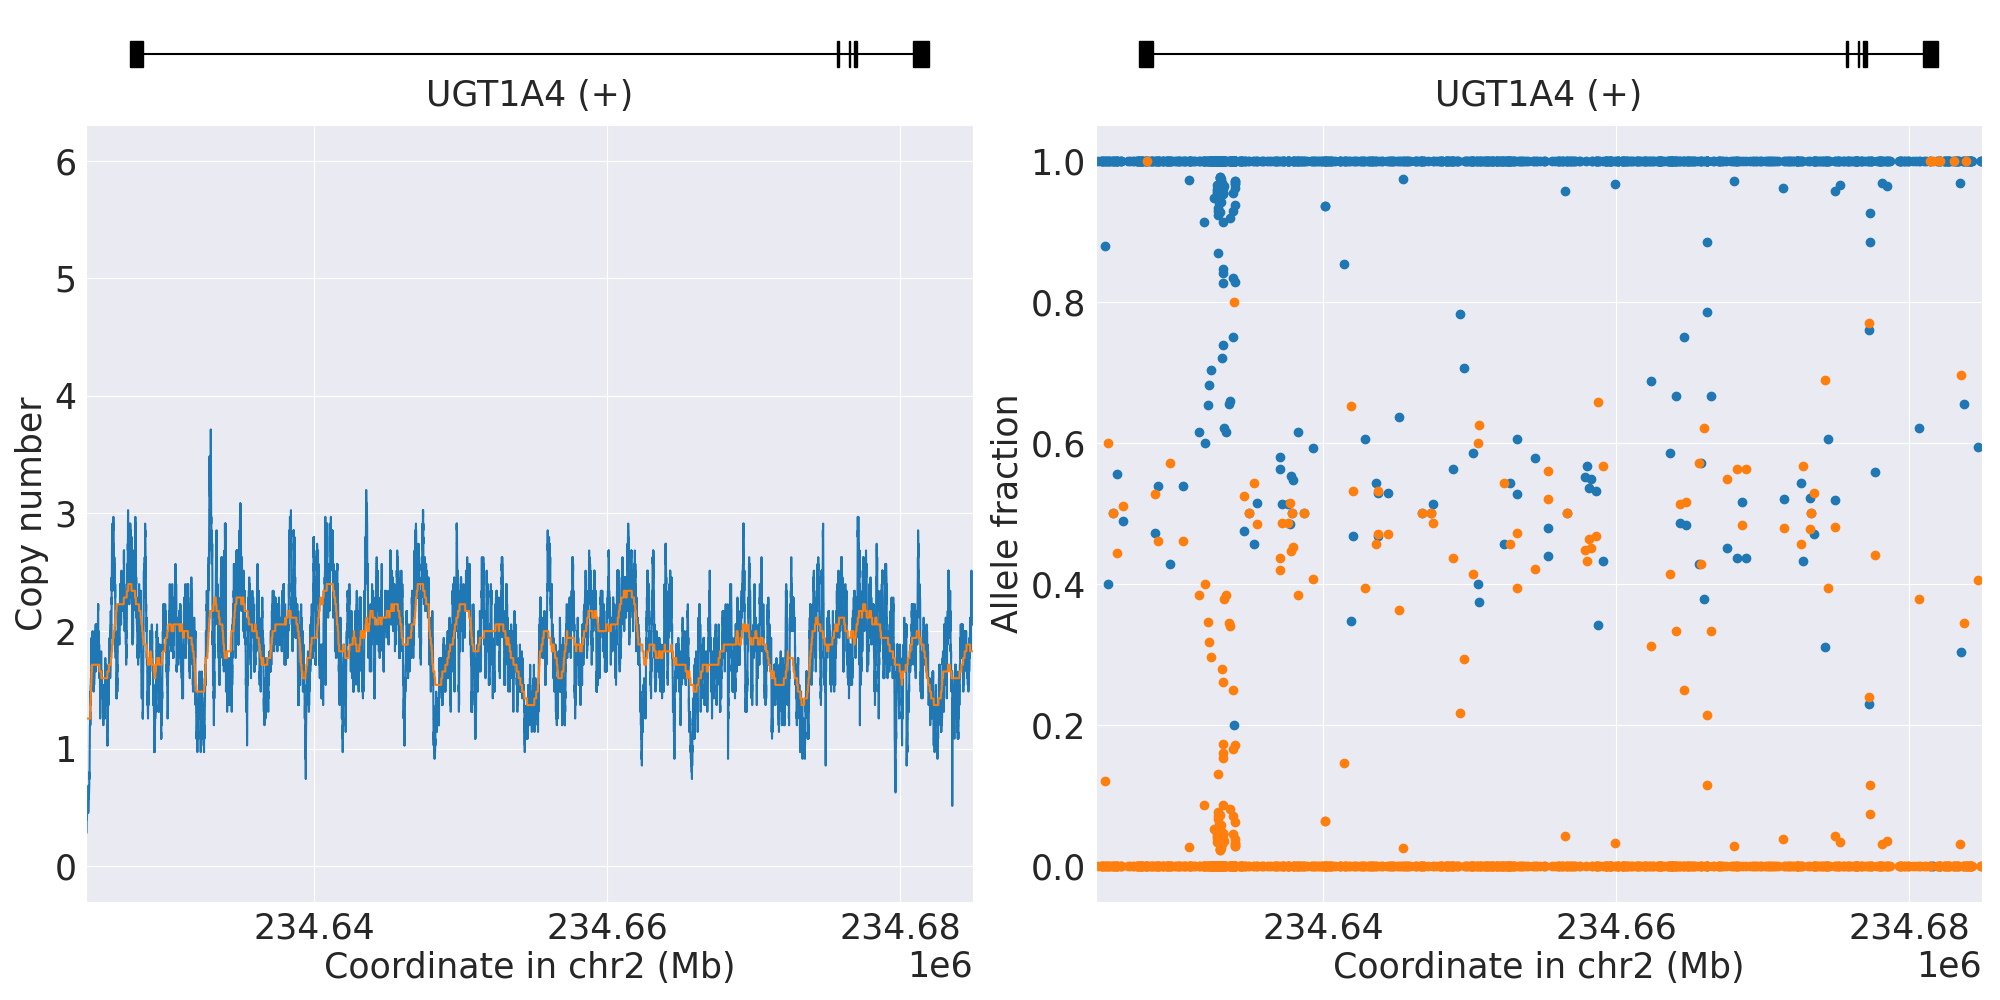 UGT1A4 (+)
6
5
4
3
2
1
0
Copy number
234.64 234.66 234.68
Coordinate in chr2 (Mb)
1e6
UGT1A4 (+)
1.0
0.8
0.6
0.4
0.2
0.0
Allele fraction
234.64 234.66 234.68
Coordinate in chr2 (Mb)
1e6